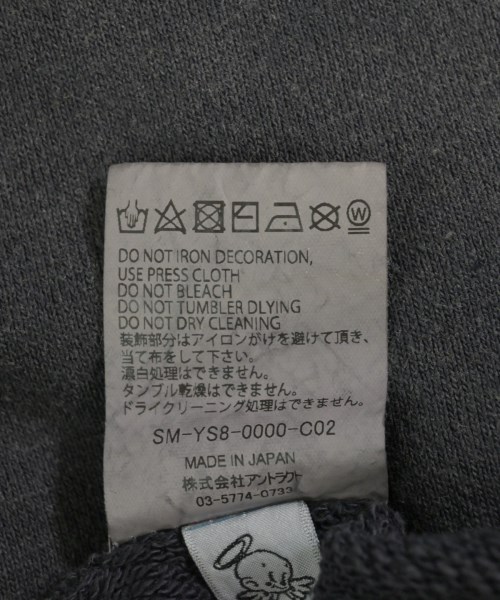 DO NOT IRON DECORATION,
USE PRESS CLOTH
DO NOT BLEACH
DO NOT TUMBLER DLYING
DO NOT DRY CLEANING
装飾部分はアイロンがけを避けて頂き、
当て布をして下さい。
漂白処理はできません。
タンブル乾燥はできません。
ドライクリーニング処理はできません。
SM-YS8-0000-C02
MADE IN JAPAN
株式会社アントラクト
03-5774-0733